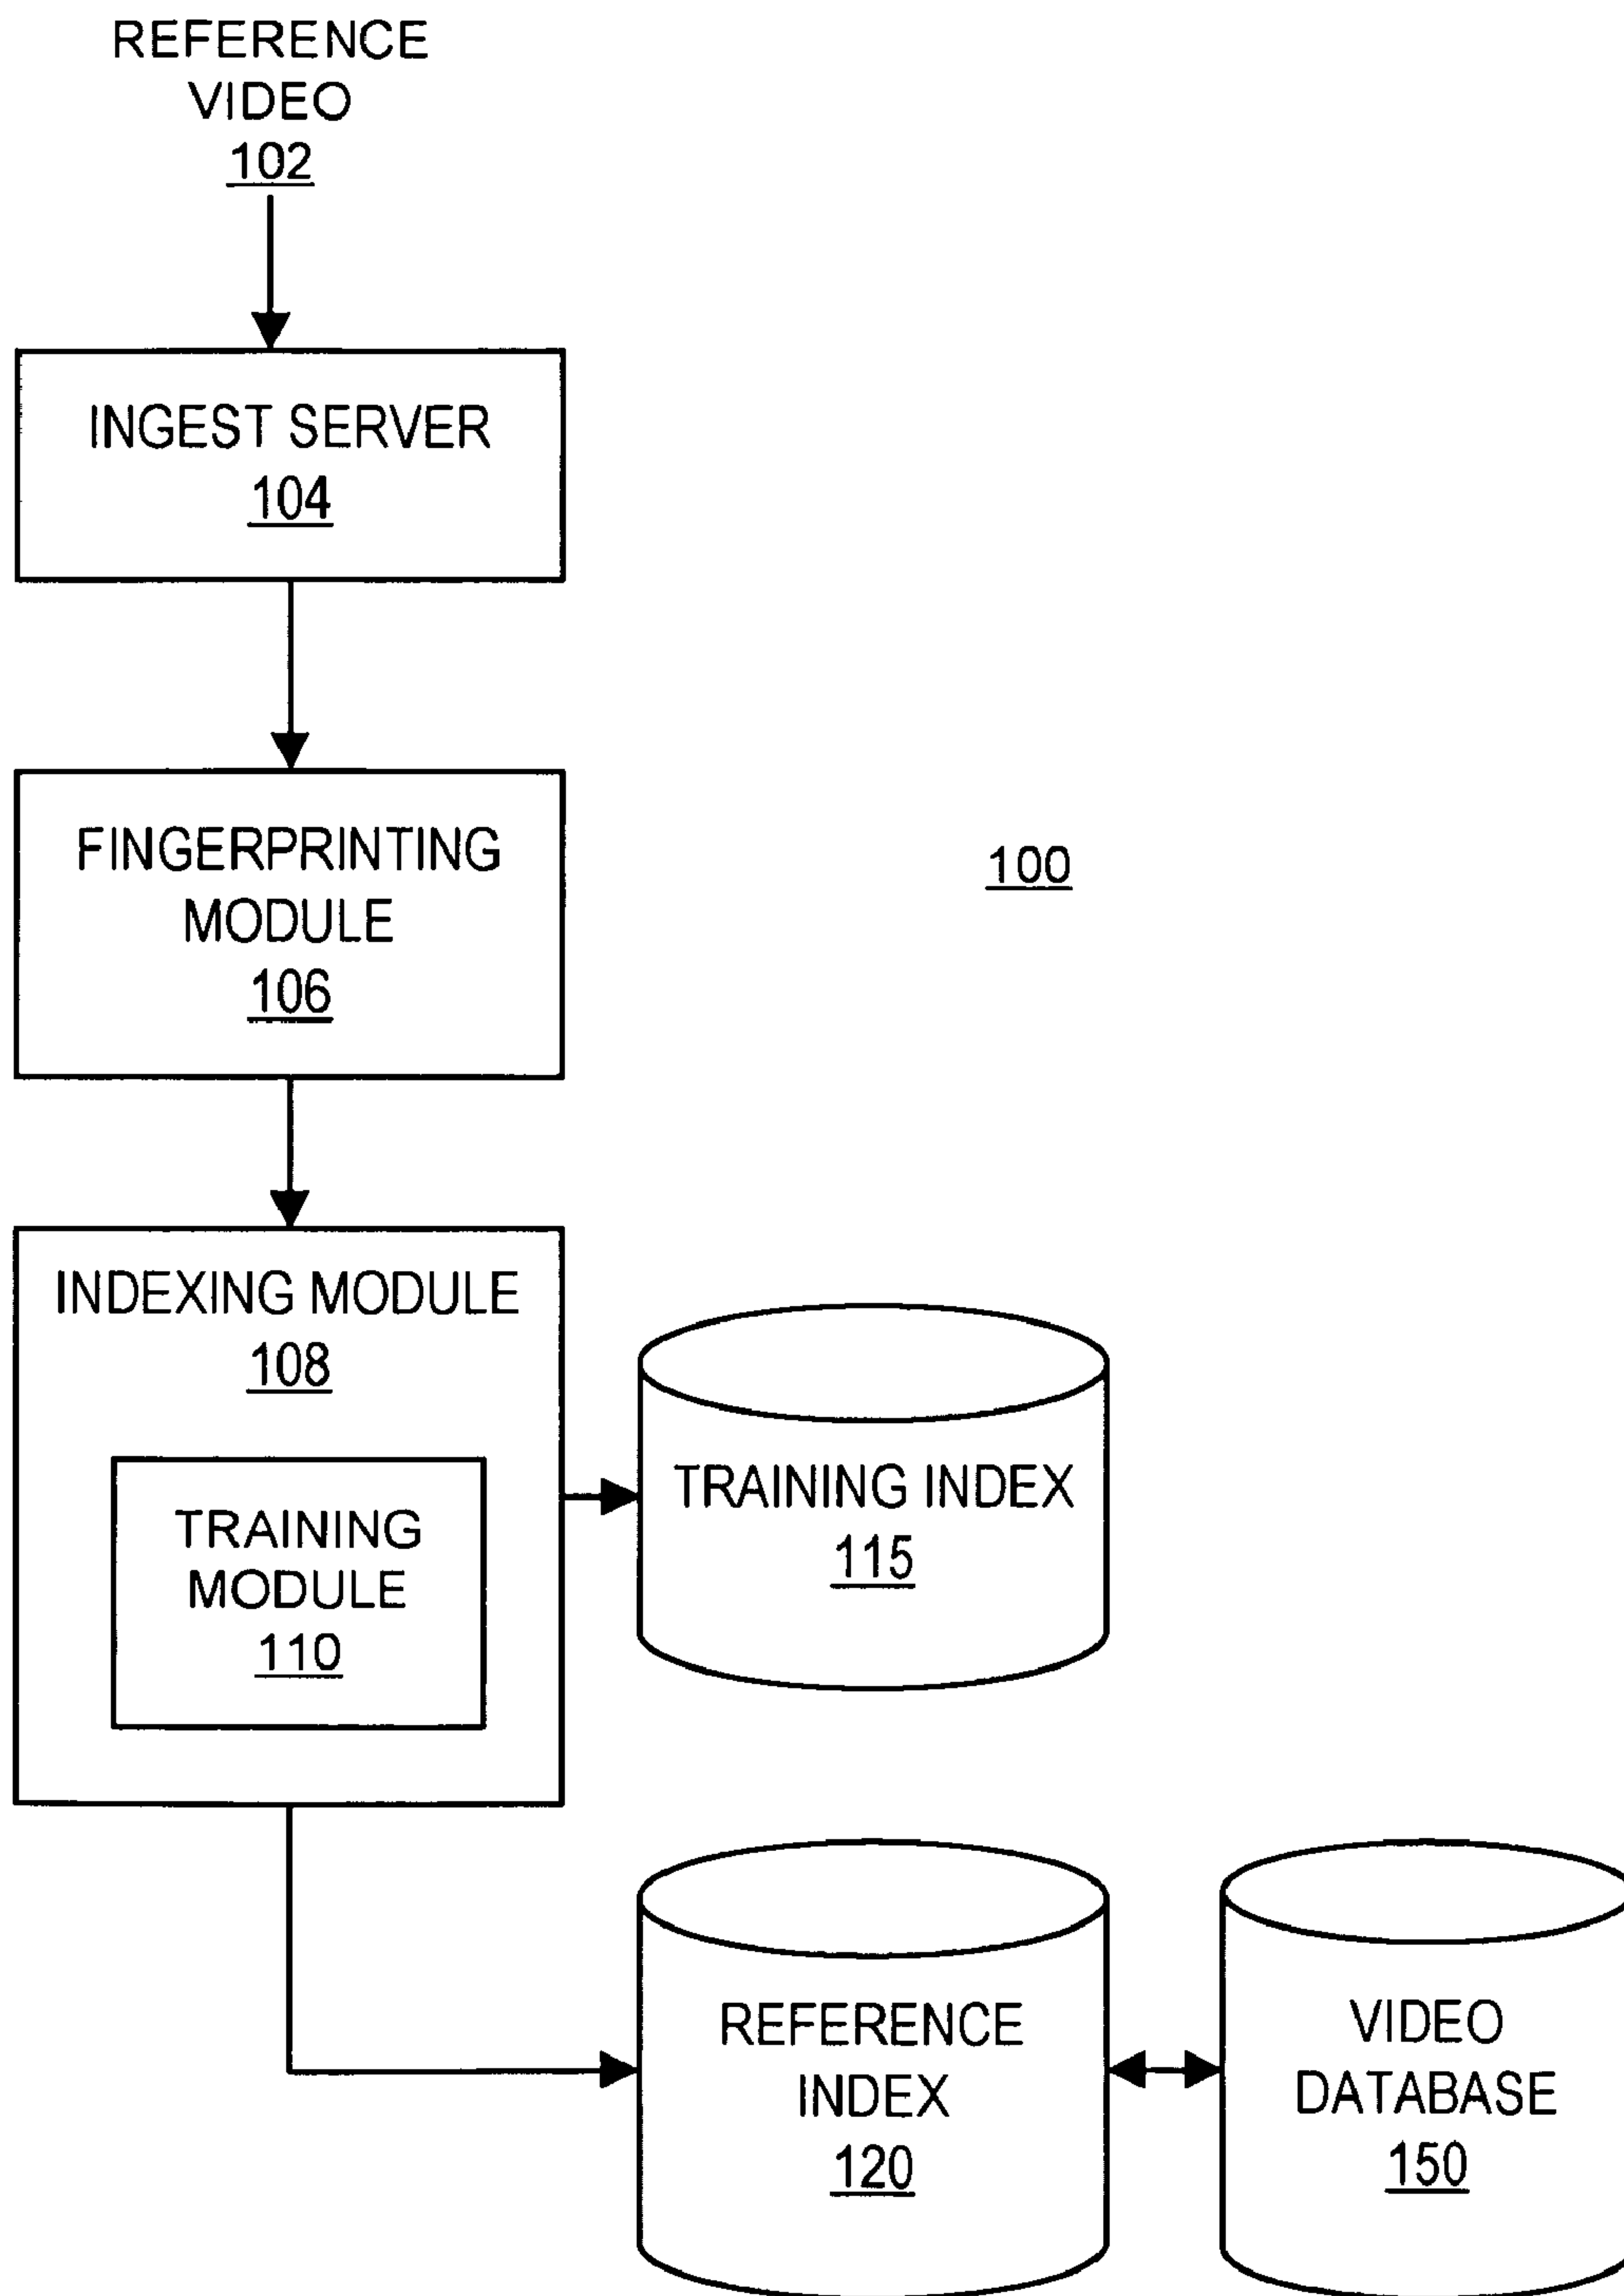 REFERENCE
VIDEO
102
INGEST SERVER
104
FINGERPRINTING
MODULE
106
100
INDEXING MODULE
108
TRAINING
MODULE
110
TRAINING INDEX
115
REFERENCE
INDEX
120
VIDEO
DATABASE
150